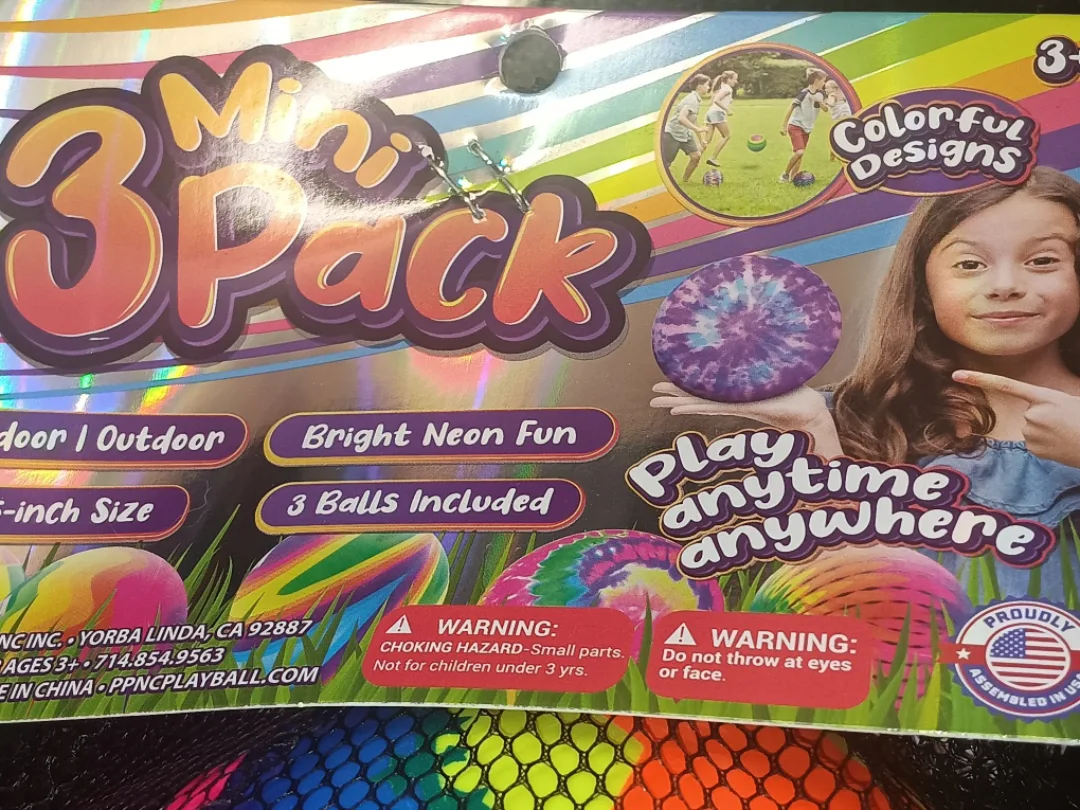 3+
Mini
3 Pack
Colorful
Designs
door | Outdoor
Bright Neon Fun
-inch Size
3 Balls Included
Play
anytime
anywhere
NC INC. • YORBA LINDA, CA 92887
AGES 3+ • 714.854.9563
E IN CHINA • PPNCPLAYBALL.COM
WARNING:
CHOKING HAZARD-Small parts.
Not for children under 3 yrs.
WARNING:
Do not throw at eyes
or face.
PROUDLY
ASSEMBLED IN USA